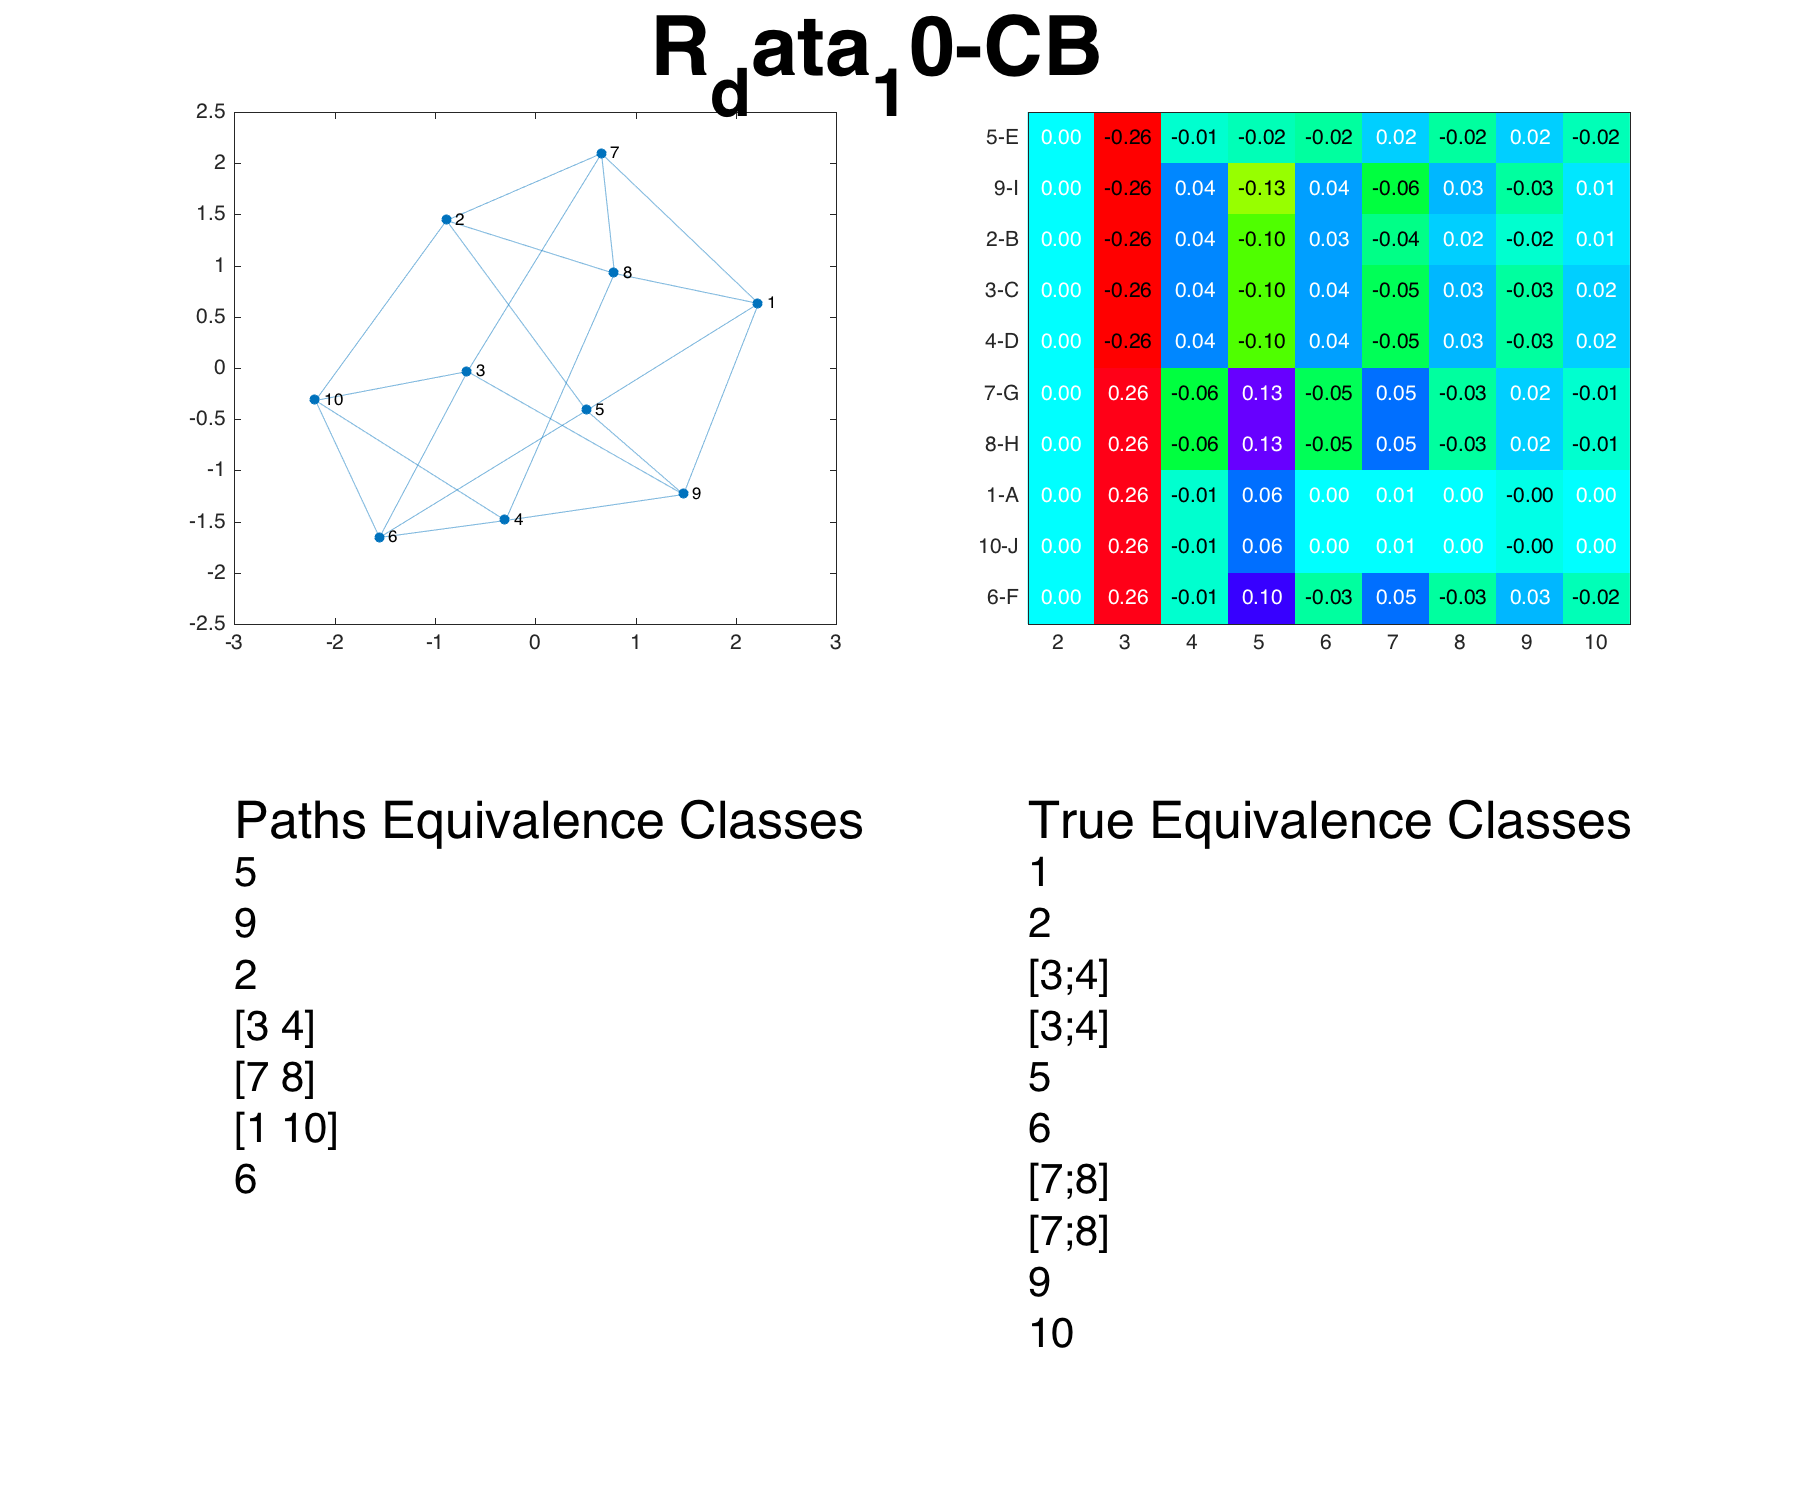 R_data_10-CB
2.5
2
1.5
1
0.5
0
-0.5
-1
-1.5
-2
-2.5
-3 -2 -1 0 1 2 3
7
2
8
1
3
10
5
9
4
6
5-E 0.00 -0.26 -0.01 -0.02 -0.02 0.02 -0.02 0.02 -0.02
9-I 0.00 -0.26 0.04 -0.13 0.04 -0.06 0.03 -0.03 0.01
2-B 0.00 -0.26 0.04 -0.10 0.03 -0.04 0.02 -0.02 0.01
3-C 0.00 -0.26 0.04 -0.10 0.04 -0.05 0.03 -0.03 0.02
4-D 0.00 -0.26 0.04 -0.10 0.04 -0.05 0.03 -0.03 0.02
7-G 0.00 0.26 -0.06 0.13 -0.05 0.05 -0.03 0.02 -0.01
8-H 0.00 0.26 -0.06 0.13 -0.05 0.05 -0.03 0.02 -0.01
1-A 0.00 0.26 -0.01 0.06 0.00 0.01 0.00 -0.00 0.00
10-J 0.00 0.26 -0.01 0.06 0.00 0.01 0.00 -0.00 0.00
6-F 0.00 0.26 -0.01 0.10 -0.03 0.05 -0.03 0.03 -0.02
2 3 4 5 6 7 8 9 10
Paths Equivalence Classes
5
9
2
[3 4]
[7 8]
[1 10]
6
True Equivalence Classes
1
2
[3;4]
[3;4]
5
6
[7;8]
[7;8]
9
10